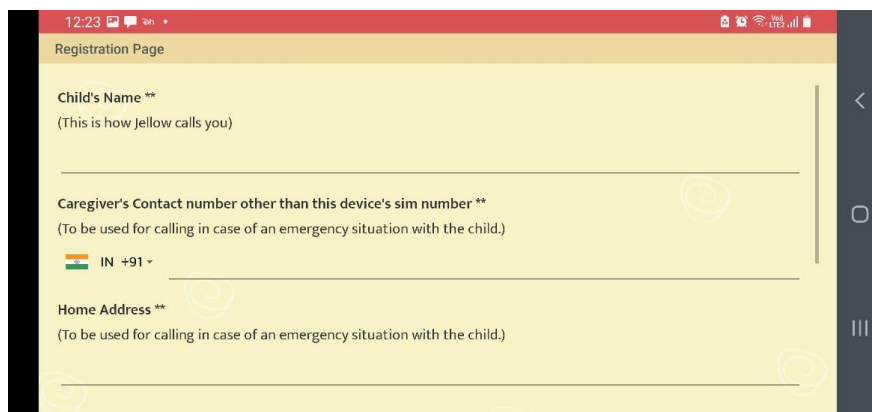 12:23
Registration Page
Child's Name **
(This is how Jellow calls you)
Caregiver's Contact number other than this device's sim number **
(To be used for calling in case of an emergency situation with the child.)
IN +91
Home Address **
(To be used for calling in case of an emergency situation with the child.)